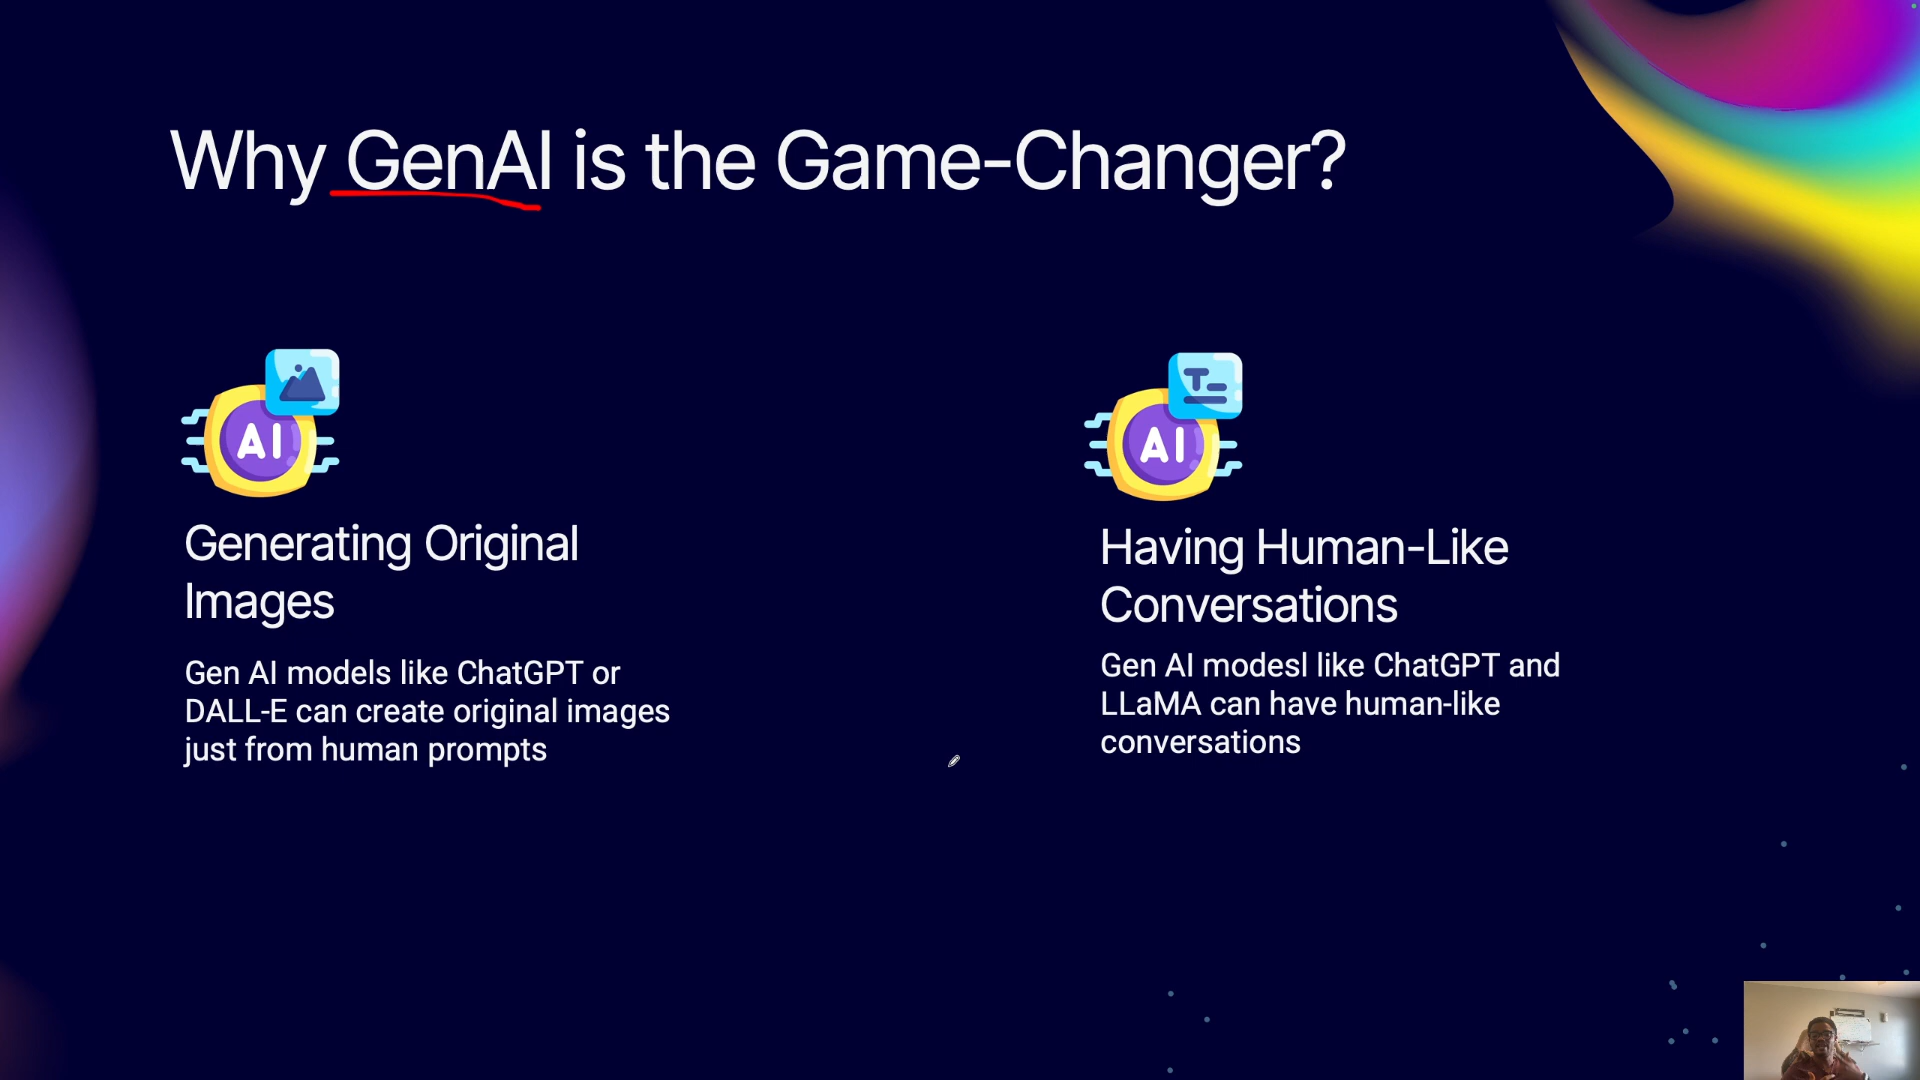 Why GenAI is the Game-Changer?
AI
Generating Original
Images
Gen AI models like ChatGPT or
DALL-E can create original images
just from human prompts
T
AI
Having Human-Like
Conversations
Gen AI modesl like ChatGPT and
LLaMA can have human-like
conversations